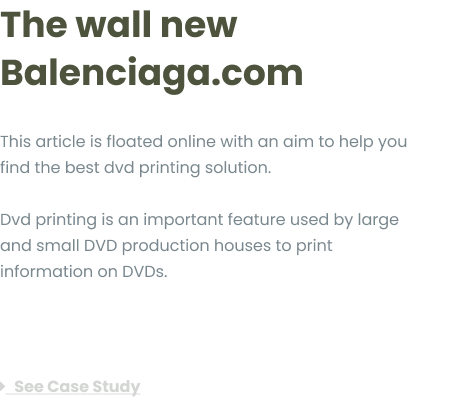 The wall new
Balenciaga.com
This article is floated online with an aim to help you
find the best dvd printing solution.
Dvd printing is an important feature used by large
and small DVD production houses to print
information on DVDs.
See Case Study